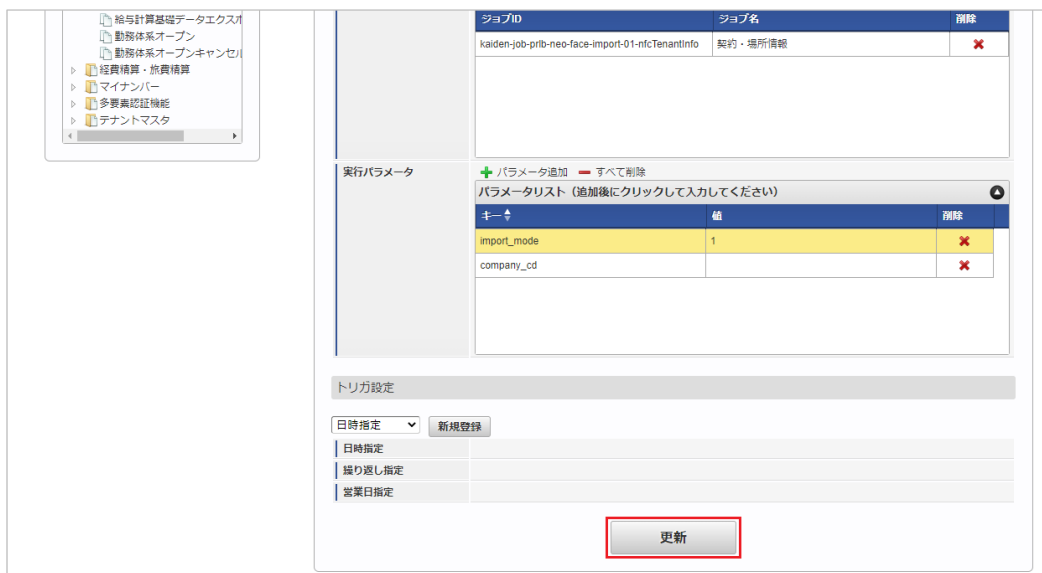 給与計算基礎データエクスポ
勤務体系オープン
勤務体系オープンキャンセル
経費精算・旅費精算
マイナンバー
多要素認証機能
テナントマスタ
ジョブID ジョブ名 削除
kaiden-job-prlb-neo-face-import-01-nfcTenantInfo 契約・場所情報
実行パラメータ
パラメータ追加 すべて削除
パラメータリスト（追加後にクリックして入力してください）
キー 値 削除
import_mode 1
company_cd
トリガ設定
日時指定 新規登録
日時指定
繰り返し指定
営業日指定
更新